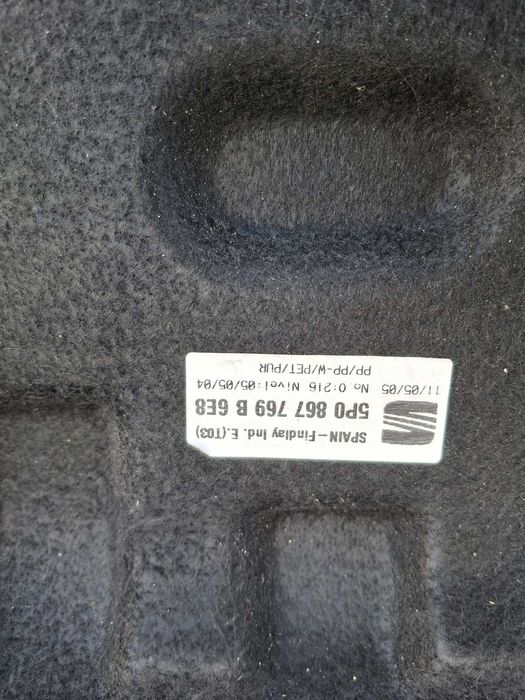 SPAIN-Findlay Ind. E.(T03)
5P0 867 769 B 6E8
11/05/05 No.O:216 Nivel:05/05/04
PP/PP-W/PET/PUR